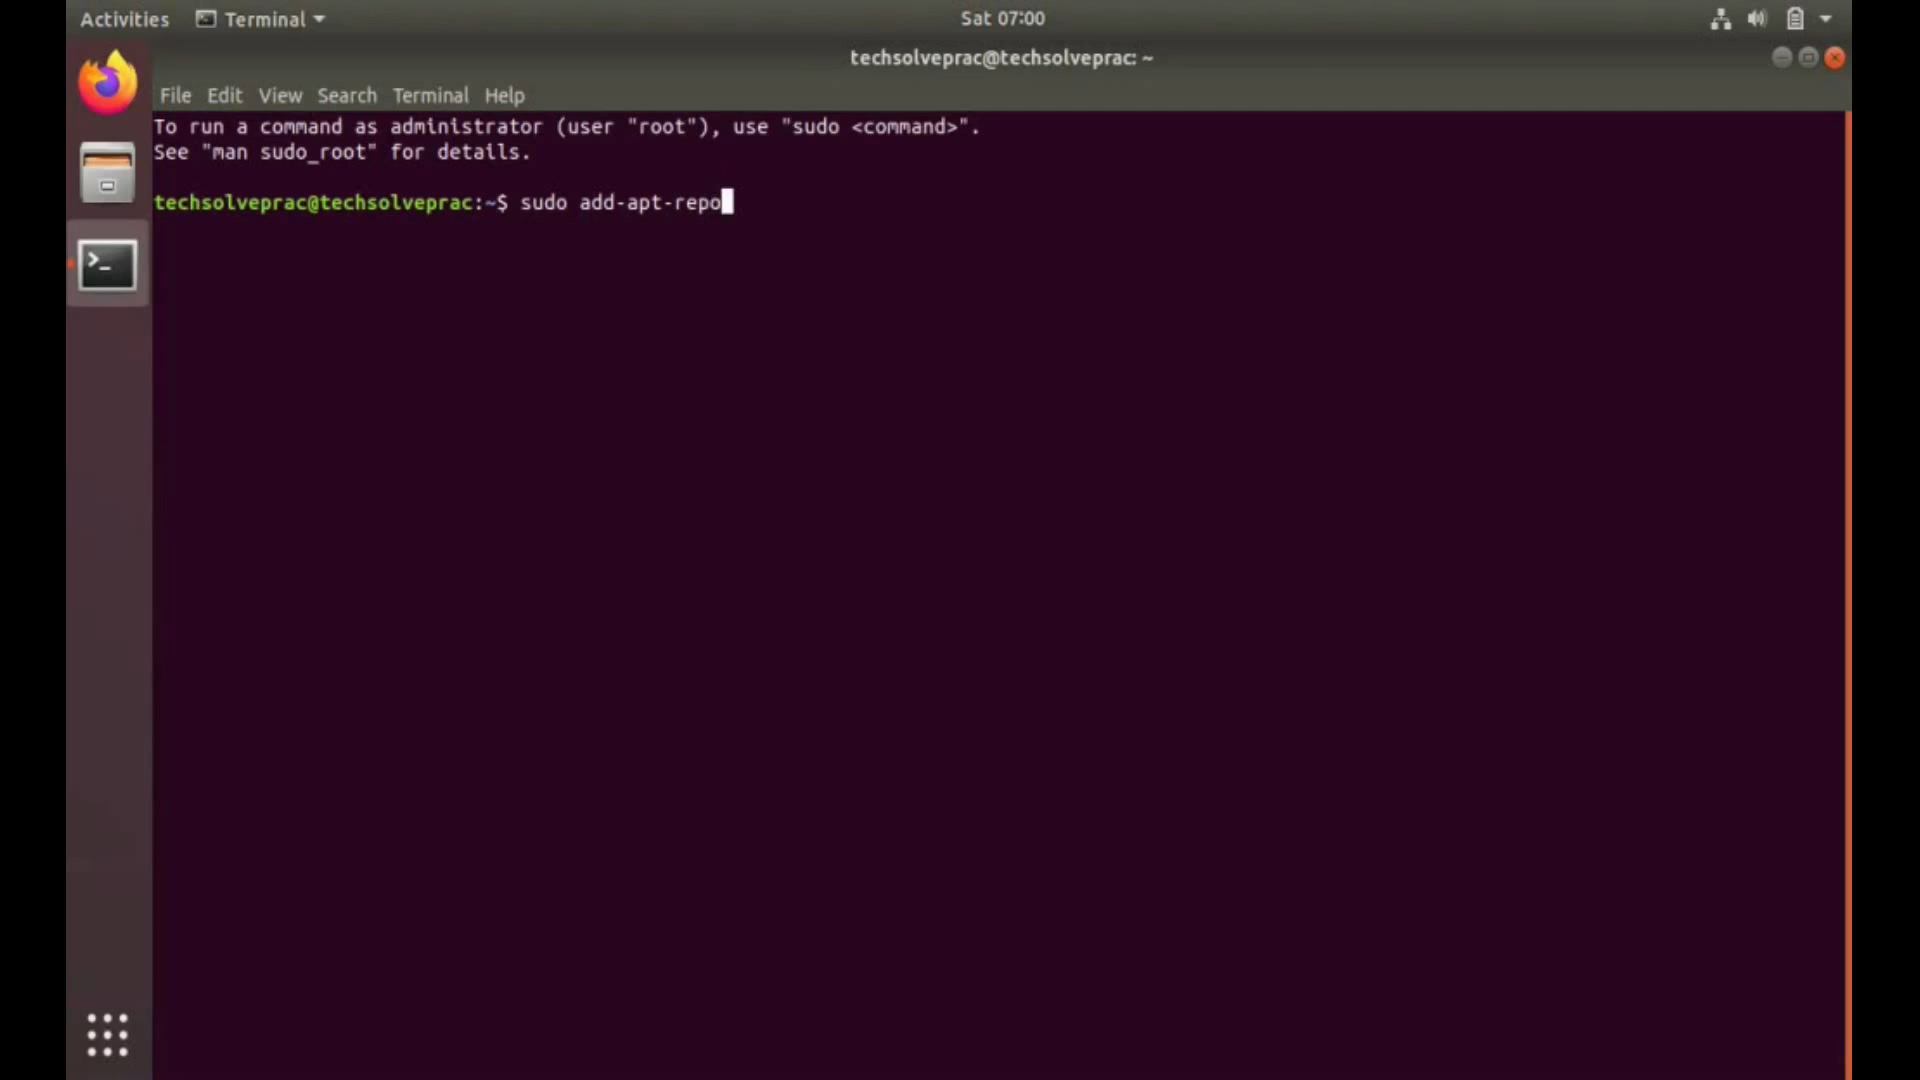 Activities Terminal Sat 07:00
techsolveprac@techsolveprac: ~
File Edit View Search Terminal Help
To run a command as administrator (user "root"), use "sudo <command>".
See "man sudo_root" for details.
techsolveprac@techsolveprac:~$ sudo add-apt-repo